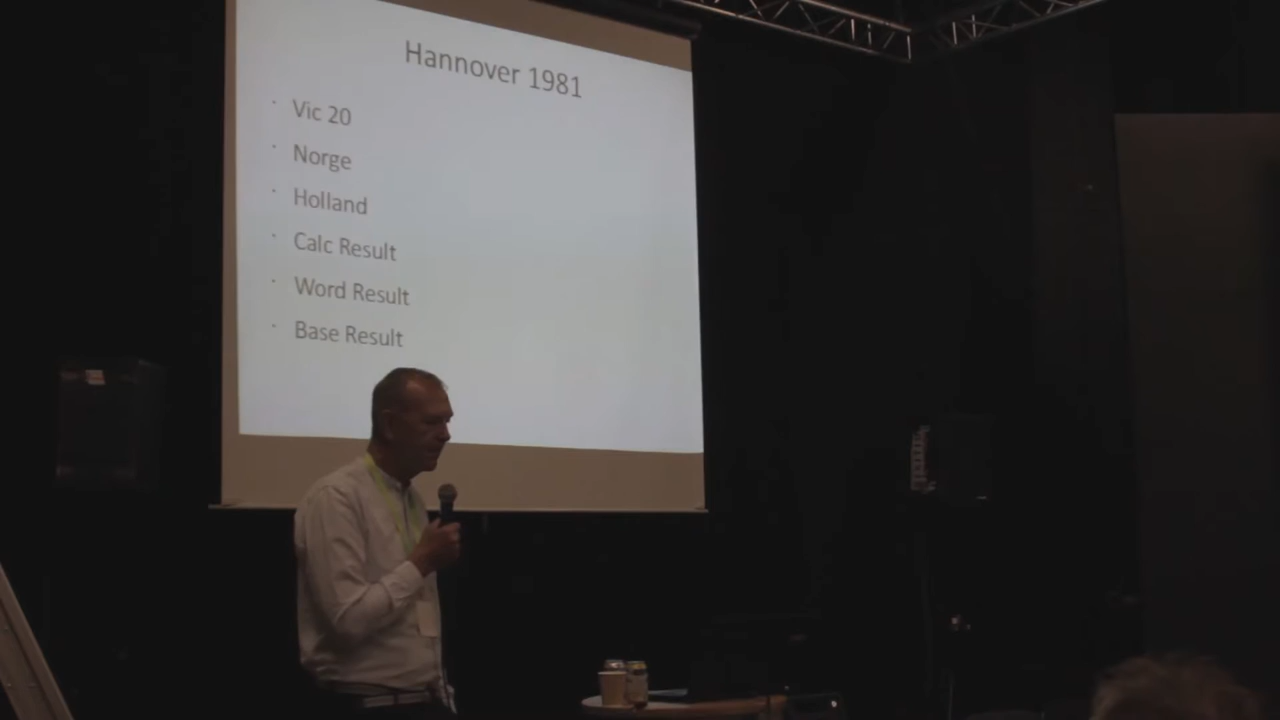 Hannover 1981
Vic 20
Norge
Holland
Calc Result
Word Result
Base Result